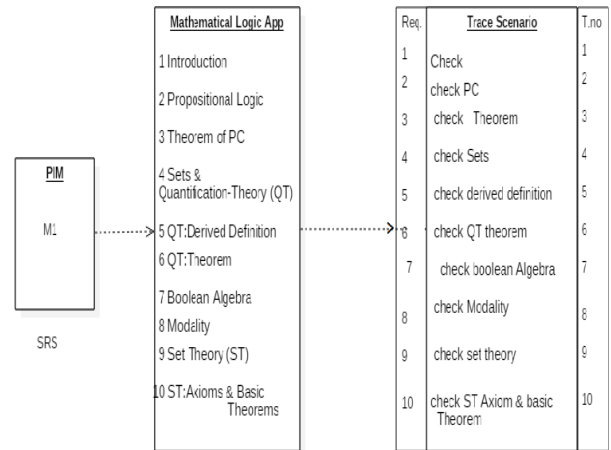 PIM
M1
SRS
Mathematical Logic App
1 Introduction
2 Propositional Logic
3 Theorem of PC
4 Sets &
Quantification-Theory (QT)
5 QT:Derived Definition
6 QT:Theorem
7 Boolean Algebra
8 Modality
9 Set Theory (ST)
10 ST:Axioms & Basic
Theorems
Req. Trace Scenario T.no
1 Check 1
2 check PC 2
3 check Theorem 3
4 check Sets 4
5 check derived definition 5
6 check QT theorem 6
7 check boolean Algebra 7
8 check Modality 8
9 check set theory 9
10 check ST Axiom & basic 10
Theorem